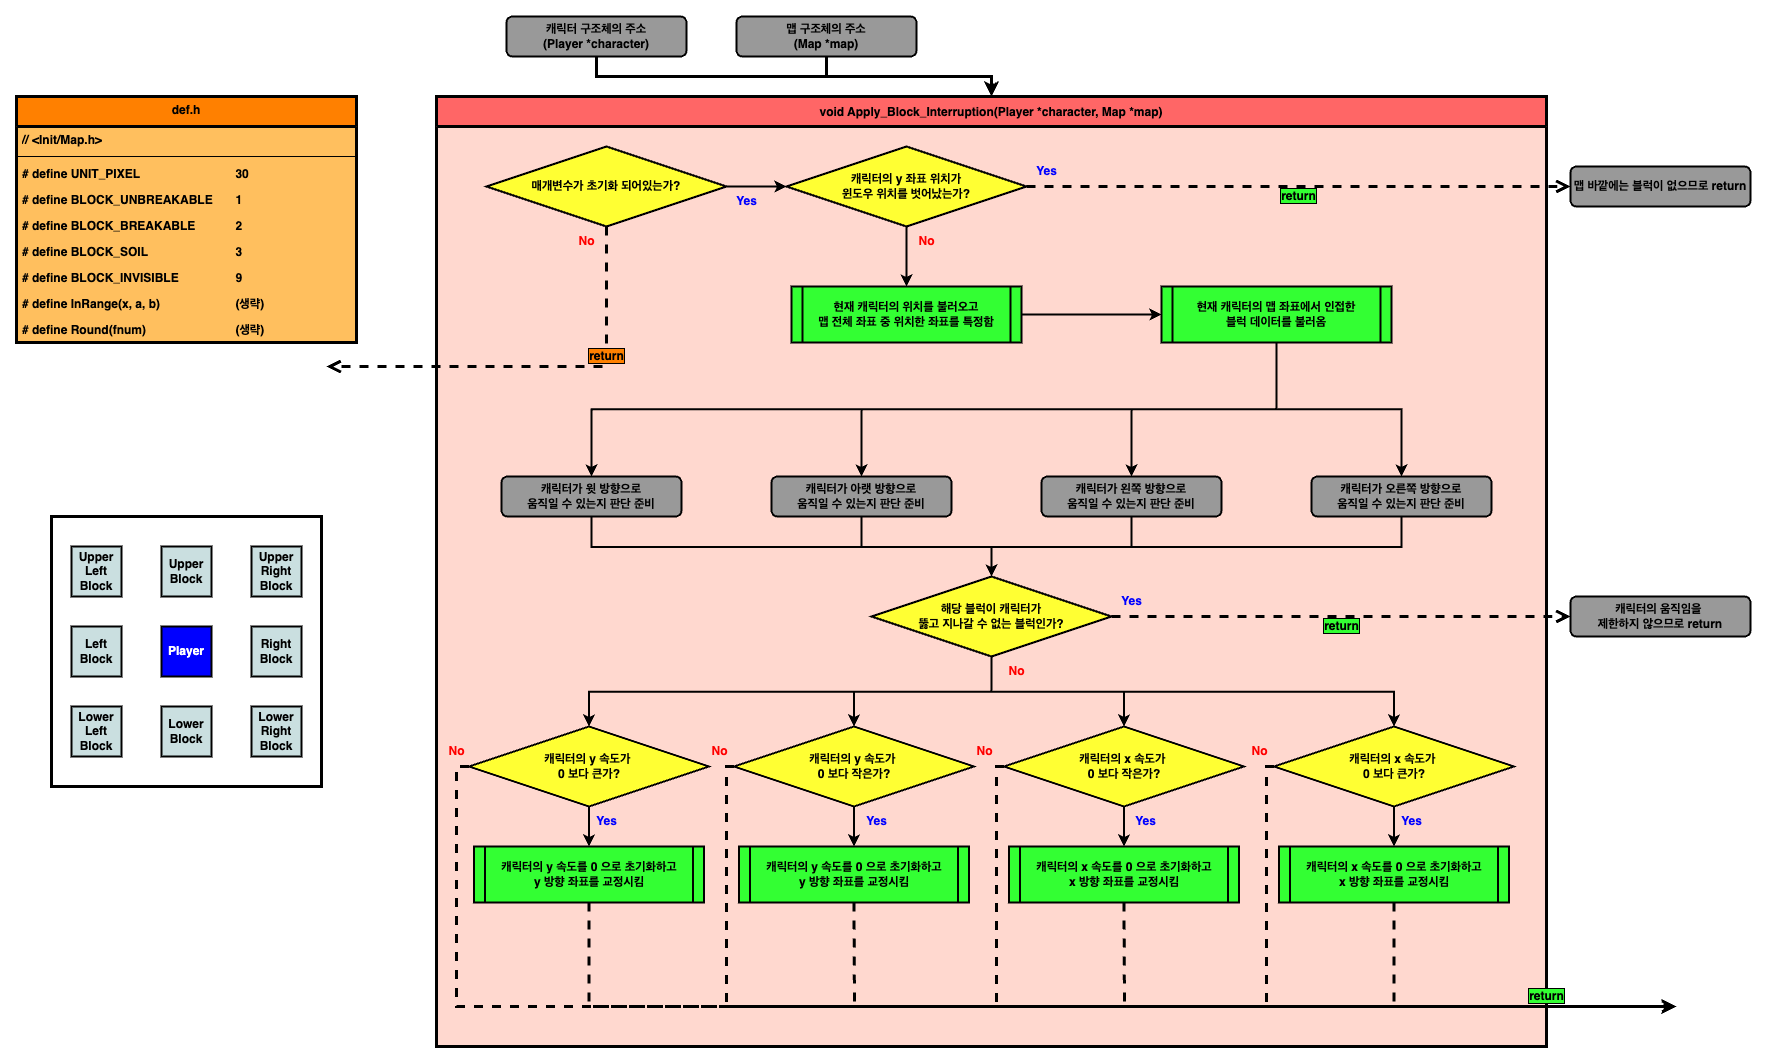 캐릭터 구조체의 주소
(Player *character)
맵 구조체의 주소
(Map *map)
def.h
// <Init/Map.h>
# define UNIT_PIXEL 30
# define BLOCK_UNBREAKABLE 1
# define BLOCK_BREAKABLE 2
# define BLOCK_SOIL 3
# define BLOCK_INVISIBLE 9
# define InRange(x, a, b) (생략)
# define Round(fnum) (생략)
void Apply_Block_Interruption(Player *character, Map *map)
매개변수가 초기화 되어있는가?
Yes
No
return
캐릭터의 y 좌표 위치가
윈도우 위치를 벗어났는가?
Yes
return
맵 바깥에는 블럭이 없으므로 return
No
현재 캐릭터의 위치를 불러오고
맵 전체 좌표 중 위치한 좌표를 특정함
현재 캐릭터의 맵 좌표에서 인접한
블럭 데이터를 불러옴
캐릭터가 윗 방향으로
움직일 수 있는지 판단 준비
캐릭터가 아랫 방향으로
움직일 수 있는지 판단 준비
캐릭터가 왼쪽 방향으로
움직일 수 있는지 판단 준비
캐릭터가 오른쪽 방향으로
움직일 수 있는지 판단 준비
해당 블럭이 캐릭터가
뚫고 지나갈 수 없는 블럭인가?
Yes
return
캐릭터의 움직임을
제한하지 않으므로 return
No
Upper
Left
Block
Upper
Block
Upper
Right
Block
Left
Block
Player
Right
Block
Lower
Left
Block
Lower
Block
Lower
Right
Block
No
캐릭터의 y 속도가
0 보다 큰가?
No
캐릭터의 y 속도가
0 보다 작은가?
No
캐릭터의 x 속도가
0 보다 작은가?
No
캐릭터의 x 속도가
0 보다 큰가?
Yes
Yes
Yes
Yes
캐릭터의 y 속도를 0 으로 초기화하고
y 방향 좌표를 교정시킴
캐릭터의 y 속도를 0 으로 초기화하고
y 방향 좌표를 교정시킴
캐릭터의 x 속도를 0 으로 초기화하고
x 방향 좌표를 교정시킴
캐릭터의 x 속도를 0 으로 초기화하고
x 방향 좌표를 교정시킴
return